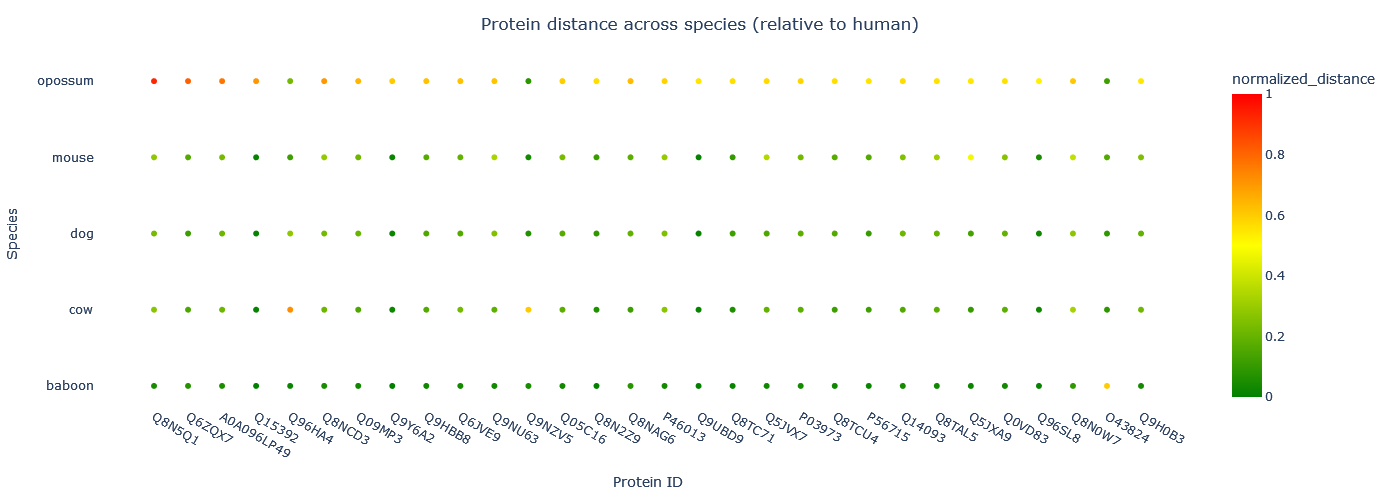 Protein distance across species (relative to human)
normalized_distance
opossum
mouse
dog
cow
baboon
Species
1
0.8
0.6
0.4
0.2
0
Q8N5Q1
Q6ZQX7
A0A096LP49
Q15392
Q96HA4
Q8NCD3
Q09MP3
Q9Y6A2
Q9HBB8
Q6JVE9
Q9NU63
Q9NZV5
Q05C16
Q8N2Z9
Q8NAG6
P46013
Q9UBD9
Q8TC71
Q5JVX7
P03973
Q8TCU4
P56715
Q14093
Q8TAL5
Q5JXA9
Q0VD83
Q96SL8
Q8N0W7
O43824
Q9H0B3
Protein ID